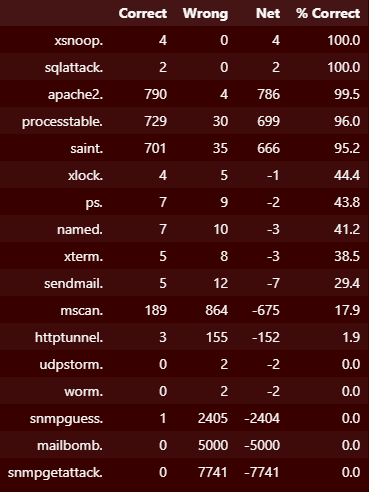 Correct Wrong Net % Correct
xsnoop. 4 0 4 100.0
sqlattack. 2 0 2 100.0
apache2. 790 4 786 99.5
processtable. 729 30 699 96.0
saint. 701 35 666 95.2
xlock. 4 5 -1 44.4
ps. 7 9 -2 43.8
named. 7 10 -3 41.2
xterm. 5 8 -3 38.5
sendmail. 5 12 -7 29.4
mscan. 189 864 -675 17.9
httptunnel. 3 155 -152 1.9
udpstorm. 0 2 -2 0.0
worm. 0 2 -2 0.0
snmpguess. 1 2405 -2404 0.0
mailbomb. 0 5000 -5000 0.0
snmpgetattack. 0 7741 -7741 0.0